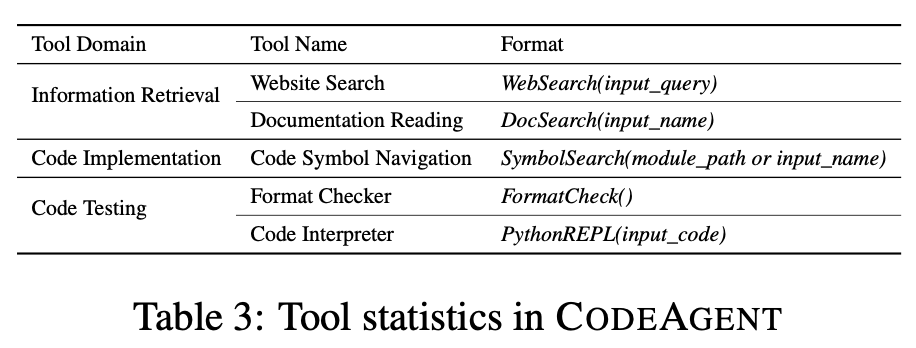 Tool Domain Tool Name Format
Information Retrieval Website Search WebSearch(input_query)
Documentation Reading DocSearch(input_name)
Code Implementation Code Symbol Navigation SymbolSearch(module_path or input_name)
Code Testing Format Checker FormatCheck()
Code Interpreter PythonREPL(input_code)
Table 3: Tool statistics in CODEAGENT